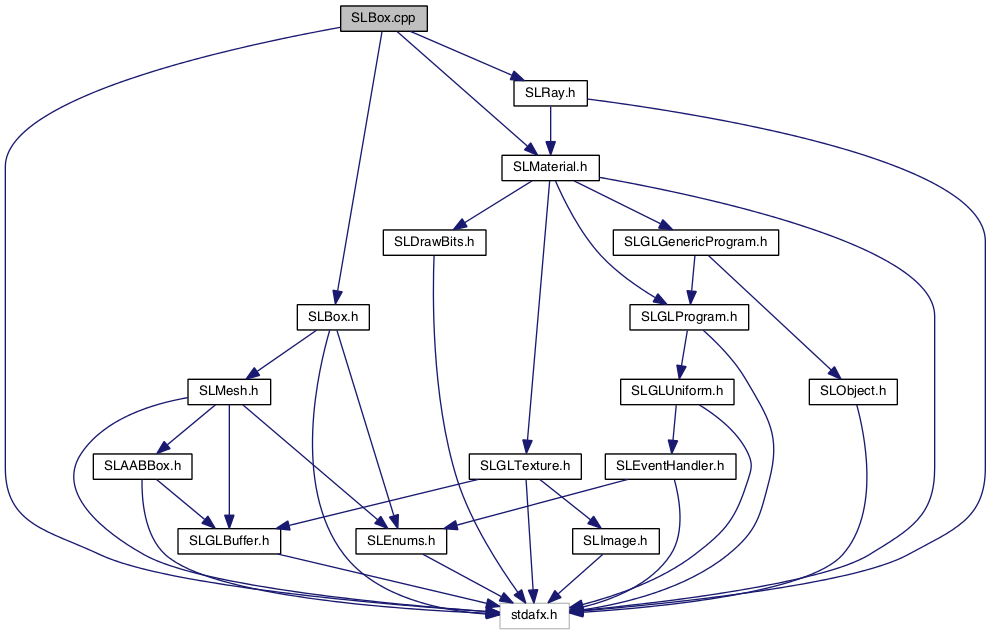 SLBox.cpp
SLRay.h
SLMaterial.h
SLDrawBits.h
SLGLGenericProgram.h
SLBox.h
SLGLProgram.h
SLMesh.h
SLGLUniform.h
SLObject.h
SLAABBox.h
SLGLTexture.h
SLEventHandler.h
SLGLBuffer.h
SLEnums.h
SLImage.h
stdafx.h